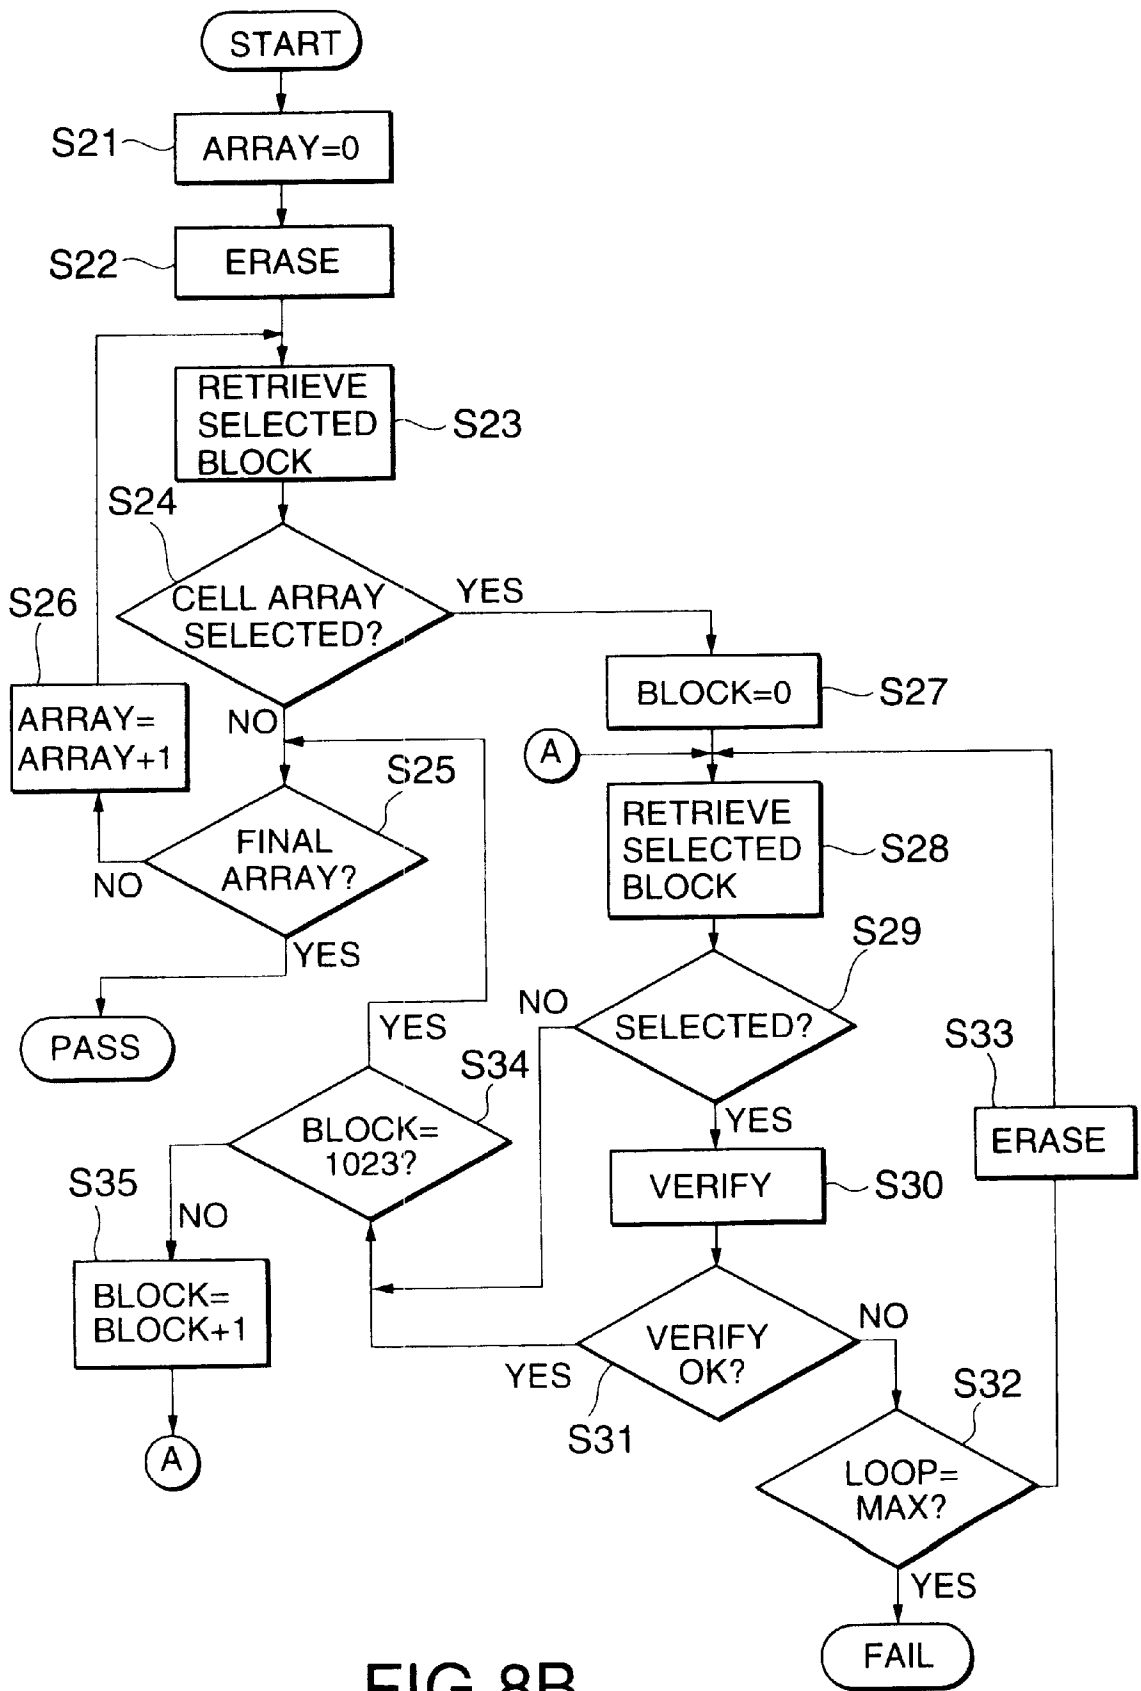 START
S21
ARRAY=0
S22
ERASE
RETRIEVE
SELECTED
BLOCK
S23
S24
CELL ARRAY
SELECTED?
YES
NO
S26
ARRAY=
ARRAY+1
S25
FINAL
ARRAY?
NO
YES
PASS
BLOCK=0
S27
A
RETRIEVE
SELECTED
BLOCK
S28
S29
SELECTED?
NO
YES
VERIFY
S30
S33
ERASE
YES
S34
BLOCK=
1023?
NO
S35
BLOCK=
BLOCK+1
A
VERIFY
OK?
YES
NO
S31
S32
LOOP=
MAX?
YES
FAIL
FIG.8B